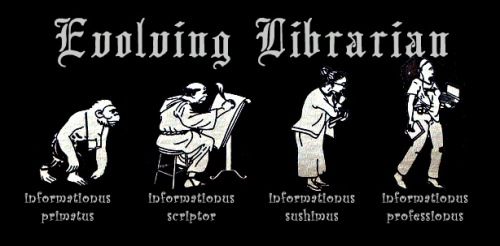 Evolving Librarian
informationus
primatus
informationus
scriptor
informationus
sushimus
informationus
professionus